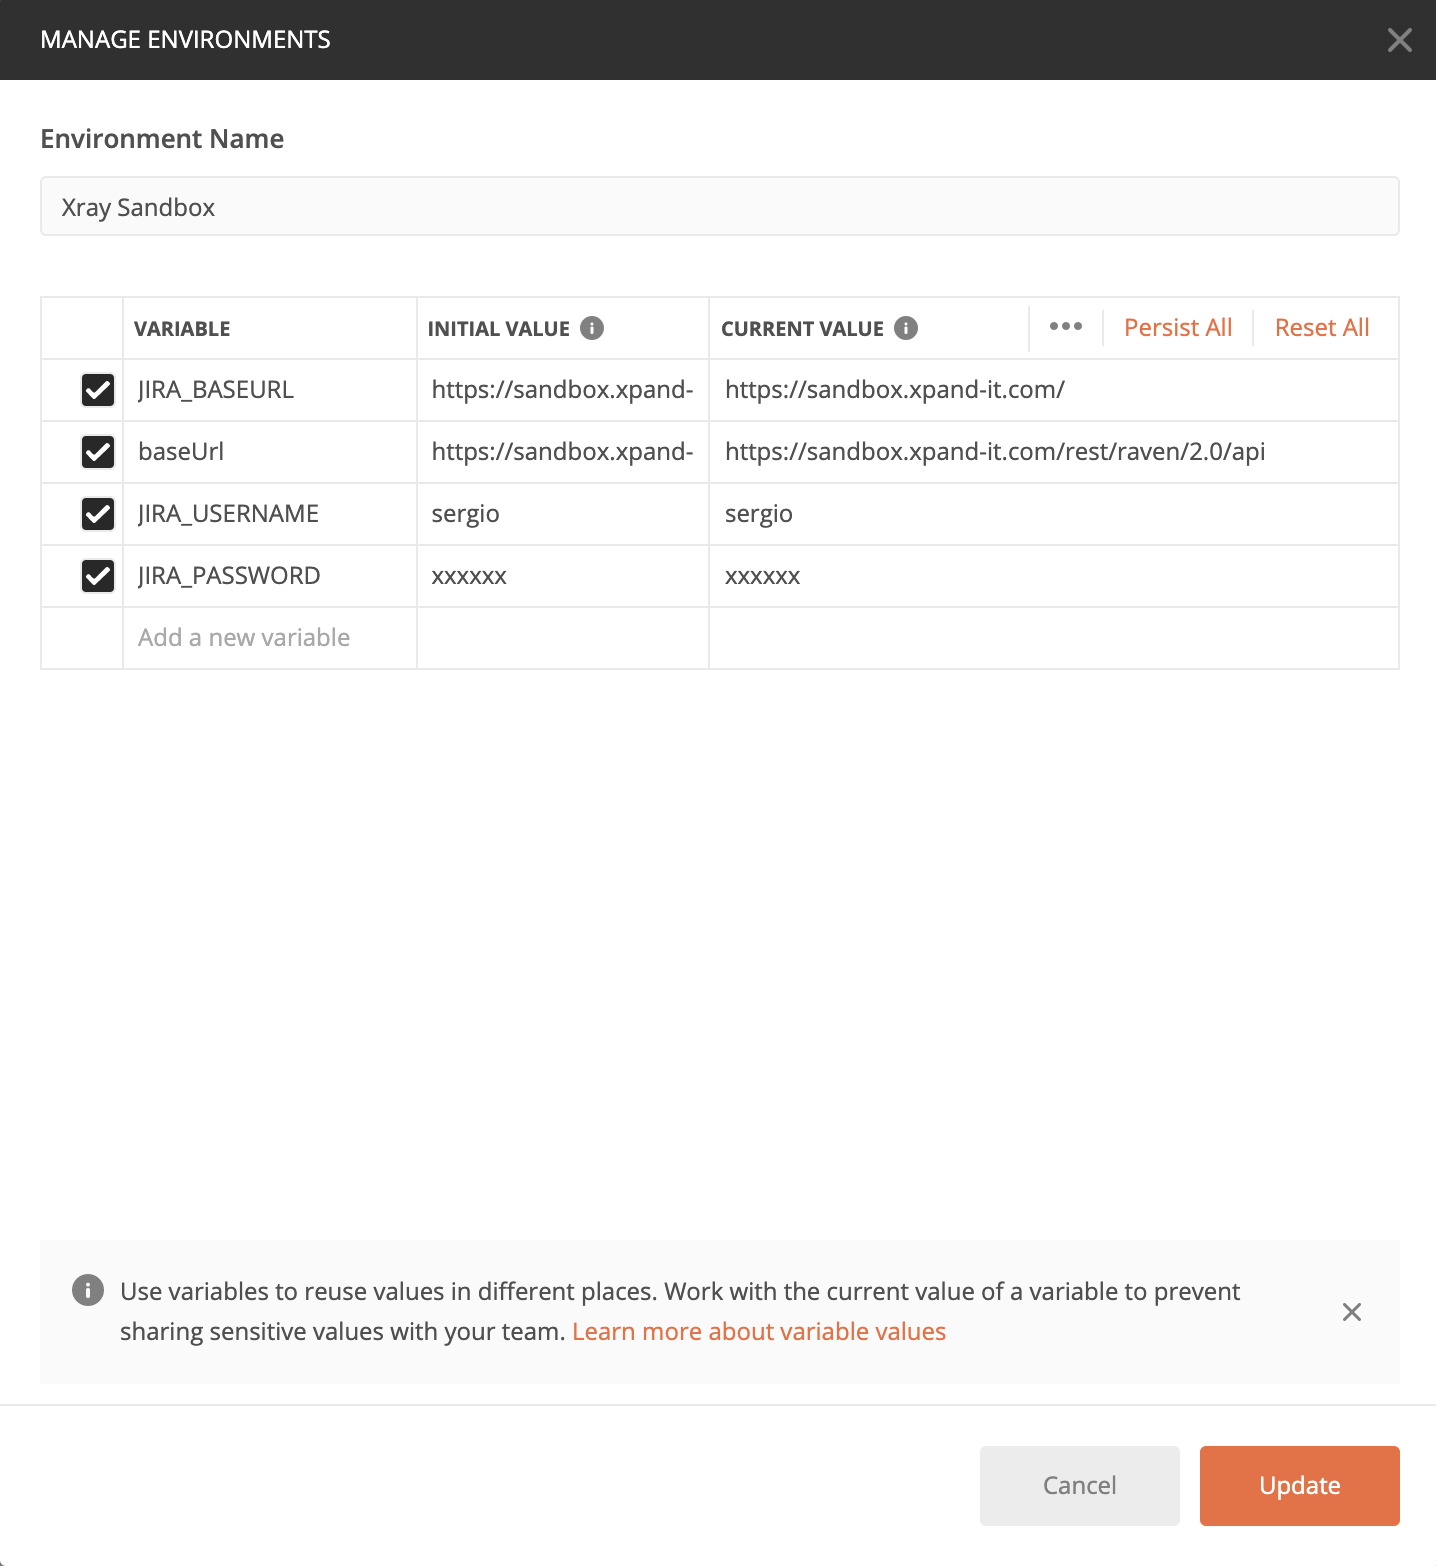 MANAGE ENVIRONMENTS
Environment Name
Xray Sandbox
VARIABLE INITIAL VALUE CURRENT VALUE Persist All Reset All
JIRA_BASEURL https://sandbox.xpand- https://sandbox.xpand-it.com/
baseUrl https://sandbox.xpand- https://sandbox.xpand-it.com/rest/raven/2.0/api
JIRA_USERNAME sergio sergio
JIRA_PASSWORD xxxxxx xxxxxx
Add a new variable
Use variables to reuse values in different places. Work with the current value of a variable to prevent
sharing sensitive values with your team. Learn more about variable values
Cancel Update